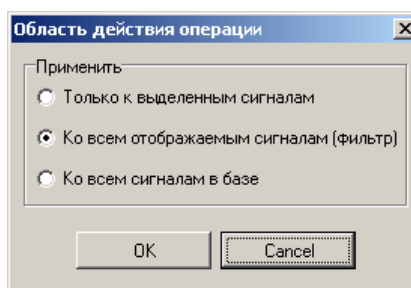 Область действия операции
Применить
Только к выделенным сигналам
Ко всем отображаемым сигналам (фильтр)
Ко всем сигналам в базе
OK
Cancel